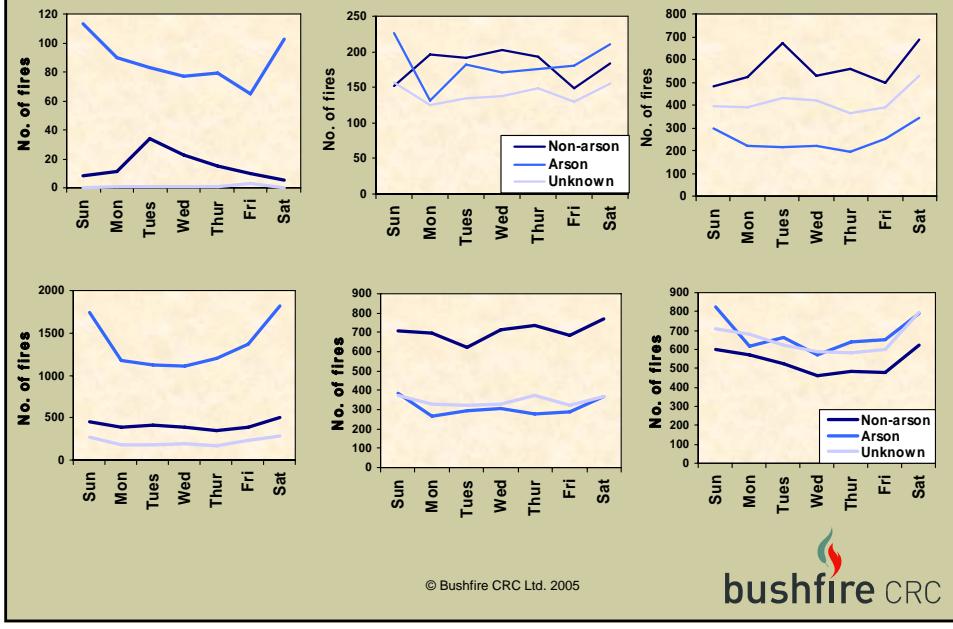 No. of fires
120
100
80
60
40
20
0
Sun Mon Tues Wed Thur Fri Sat
No. of fires
250
200
150
100
50
0
Non-arson
Arson
Unknown
Sun Mon Tues Wed Thur Fri Sat
No. of fires
800
700
600
500
400
300
200
100
0
Sun Mon Tues Wed Thur Fri Sat
No. of fires
2000
1500
1000
500
0
Sun Mon Tues Wed Thur Fri Sat
No. of fires
900
800
700
600
500
400
300
200
100
0
Sun Mon Tues Wed Thur Fri Sat
No. of fires
900
800
700
600
500
400
300
200
100
0
Non-arson
Arson
Unknown
Sun Mon Tues Wed Thur Fri Sat
© Bushfire CRC Ltd. 2005
bushfire CRC